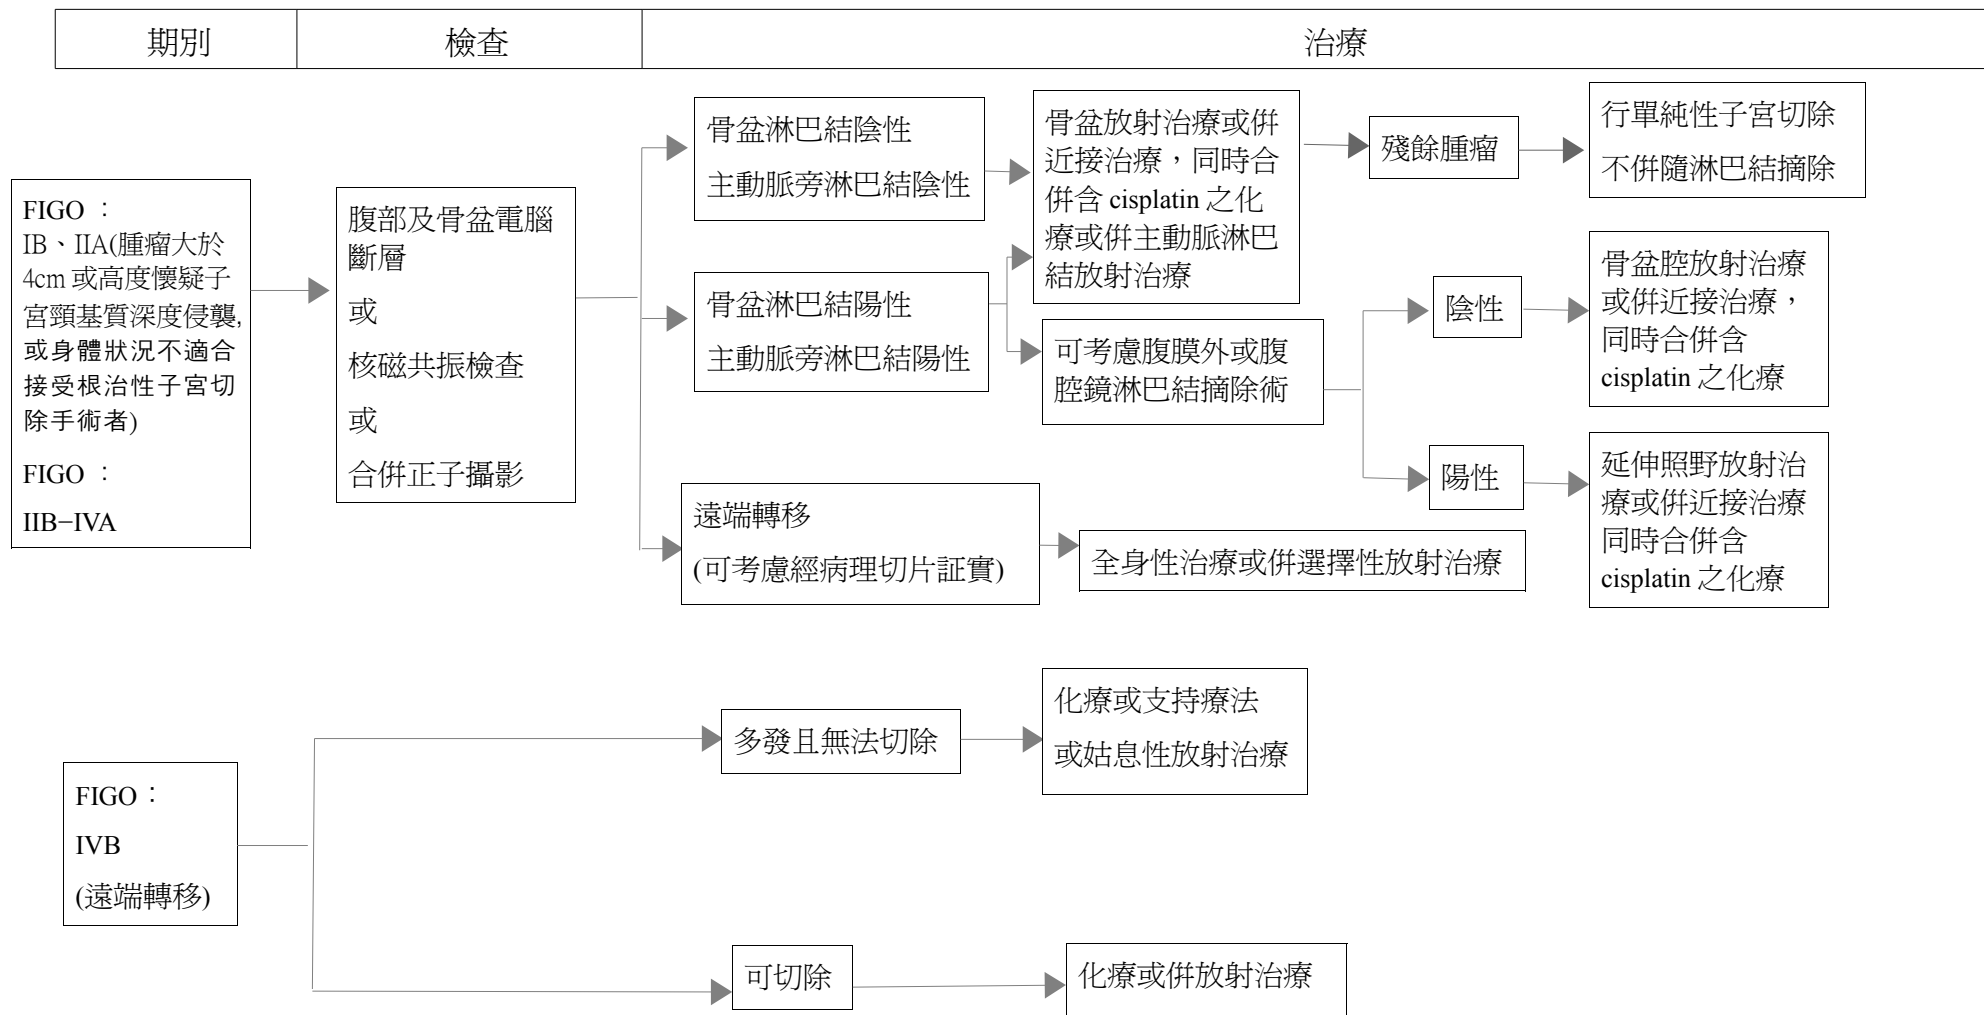 期別
檢查
治療
FIGO ：
IB、IIA(腫瘤大於
4cm 或高度懷疑子
宮頸基質深度侵襲,
或身體狀況不適合
接受根治性子宮切
除手術者)
FIGO ：
IIB−IVA
腹部及骨盆電腦
斷層
或
核磁共振檢查
或
合併正子攝影
骨盆淋巴結陰性
主動脈旁淋巴結陰性
骨盆放射治療或併
近接治療，同時合
併含 cisplatin 之化
療或併主動脈淋巴
結放射治療
殘餘腫瘤
行單純性子宮切除
不併隨淋巴結摘除
骨盆淋巴結陽性
主動脈旁淋巴結陽性
可考慮腹膜外或腹
腔鏡淋巴結摘除術
陰性
骨盆腔放射治療
或併近接治療，
同時合併含
cisplatin 之化療
陽性
延伸照野放射治
療或併近接治療
同時合併含
cisplatin 之化療
遠端轉移
(可考慮經病理切片証實)
全身性治療或併選擇性放射治療
FIGO：
IVB
(遠端轉移)
多發且無法切除
化療或支持療法
或姑息性放射治療
可切除
化療或併放射治療